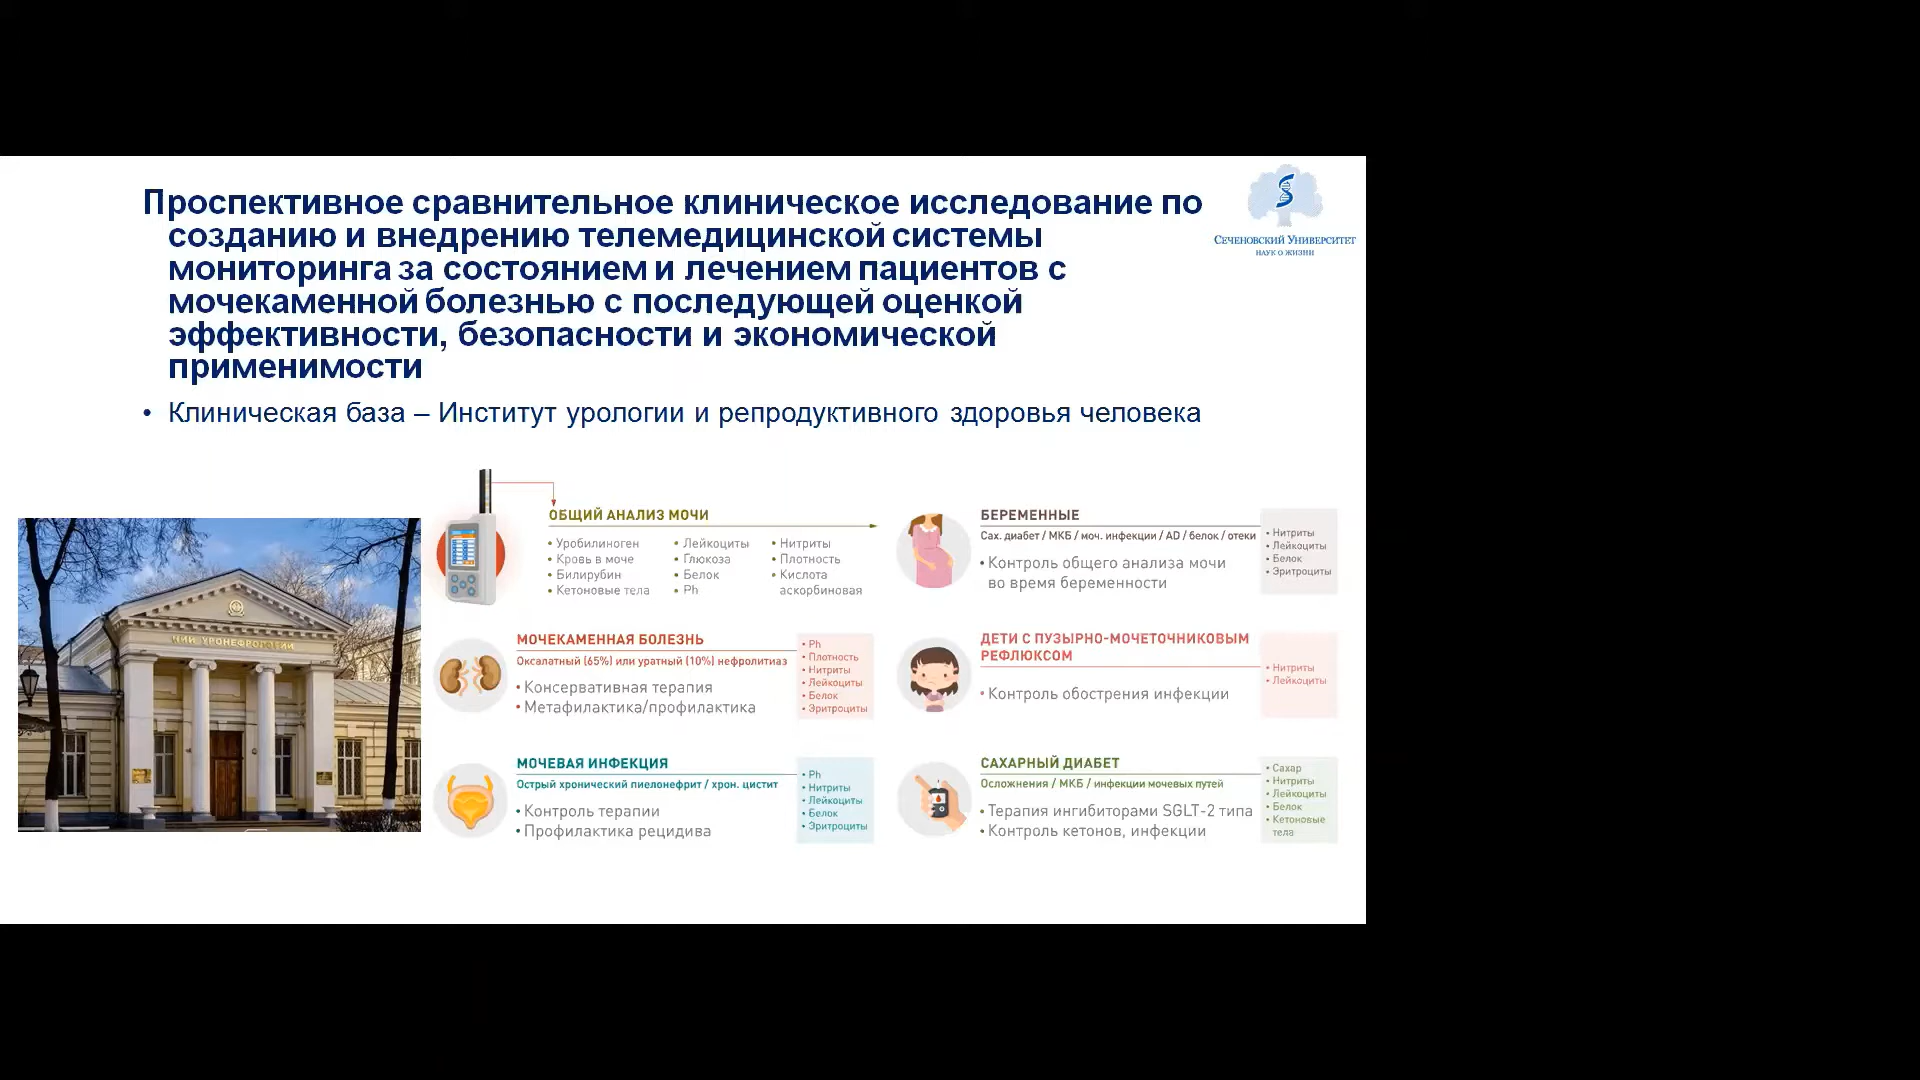 Проспективное сравнительное клиническое исследование по
созданию и внедрению телемедицинской системы
мониторинга за состоянием и лечением пациентов с
мочекаменной болезнью с последующей оценкой
эффективности, безопасности и экономической
применимости
• Клиническая база – Институт урологии и репродуктивного здоровья человека
Сеченовский Университет
НАУК О ЖИЗНИ
НИИ УРОНЕФРОЛОГИИ
ОБЩИЙ АНАЛИЗ МОЧИ
• Уробилиноген
• Кровь в моче
• Билирубин
• Кетоновые тела
• Лейкоциты
• Глюкоза
• Белок
• Ph
• Нитриты
• Плотность
• Кислота
аскорбиновая
МОЧЕКАМЕННАЯ БОЛЕЗНЬ
Оксалатный (65%) или уратный (10%) нефролитиаз
• Консервативная терапия
• Метафилактика/профилактика
• Ph
• Плотность
• Нитриты
• Лейкоциты
• Белок
• Эритроциты
МОЧЕВАЯ ИНФЕКЦИЯ
Острый хронический пиелонефрит / хрон. цистит
• Контроль терапии
• Профилактика рецидива
• Ph
• Нитриты
• Лейкоциты
• Белок
• Эритроциты
БЕРЕМЕННЫЕ
Сах. диабет / МКБ / моч. инфекции / AD / белок / отеки
• Контроль общего анализа мочи
во время беременности
• Нитриты
• Лейкоциты
• Белок
• Эритроциты
ДЕТИ С ПУЗЫРНО-МОЧЕТОЧНИКОВЫМ
РЕФЛЮКСОМ
• Контроль обострения инфекции
• Нитриты
• Лейкоциты
САХАРНЫЙ ДИАБЕТ
Осложнения / МКБ / инфекции мочевых путей
• Терапия ингибиторами SGLT-2 типа
• Контроль кетонов, инфекции
• Сахар
• Нитриты
• Лейкоциты
• Белок
• Кетоновые
тела